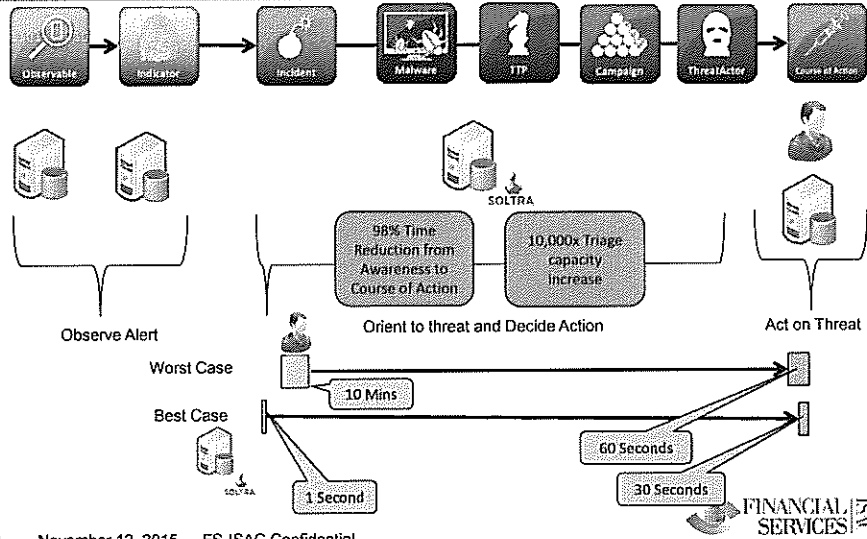 Observable
Indicator
Incident
Malware
TTP
Campaign
ThreatActor
Course of Action
SOLTRA
98% Time
Reduction from
Awareness to
Course of Action
10,000x Triage
capacity
increase
Observe Alert
Orient to threat and Decide Action
Act on Threat
Worst Case
10 Mins
Best Case
60 Seconds
SOLTRA
1 Second
30 Seconds
FINANCIAL
SERVICES
November 12, 2015
FS-ISAC Confidential